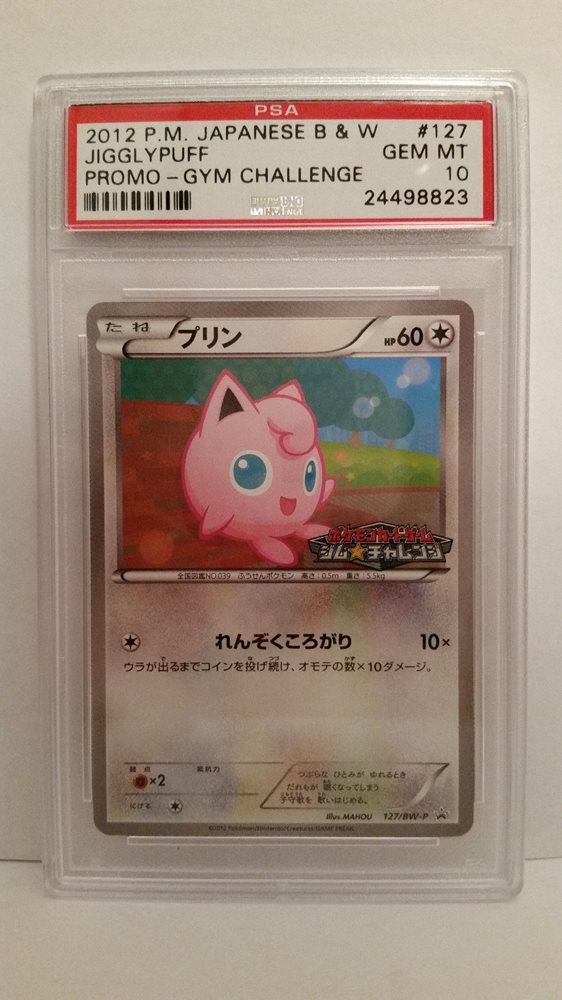 PSA
2012 P.M. JAPANESE B & W #127
JIGGLYPUFF GEM MT
PROMO – GYM CHALLENGE 10
24498823
たね プリン HP60
ポケモンカードゲーム
ジム★チャレンジ
全国図鑑NO.039 ふうせんポケモン 高さ:0.5m 重さ:5.5kg
れんぞくころがり 10×
ウラが出るまでコインを投げ続け、オモテの数×10ダメージ。
弱点 抵抗力
×2
にげる
つぶらな ひとみが ゆれるとき
だれもが 眠くなってしまう
子守歌を 歌いはじめる。
Illus. MAHOU 127/BW-P
©2012 Pokémon/Nintendo/Creatures/GAME FREAK.